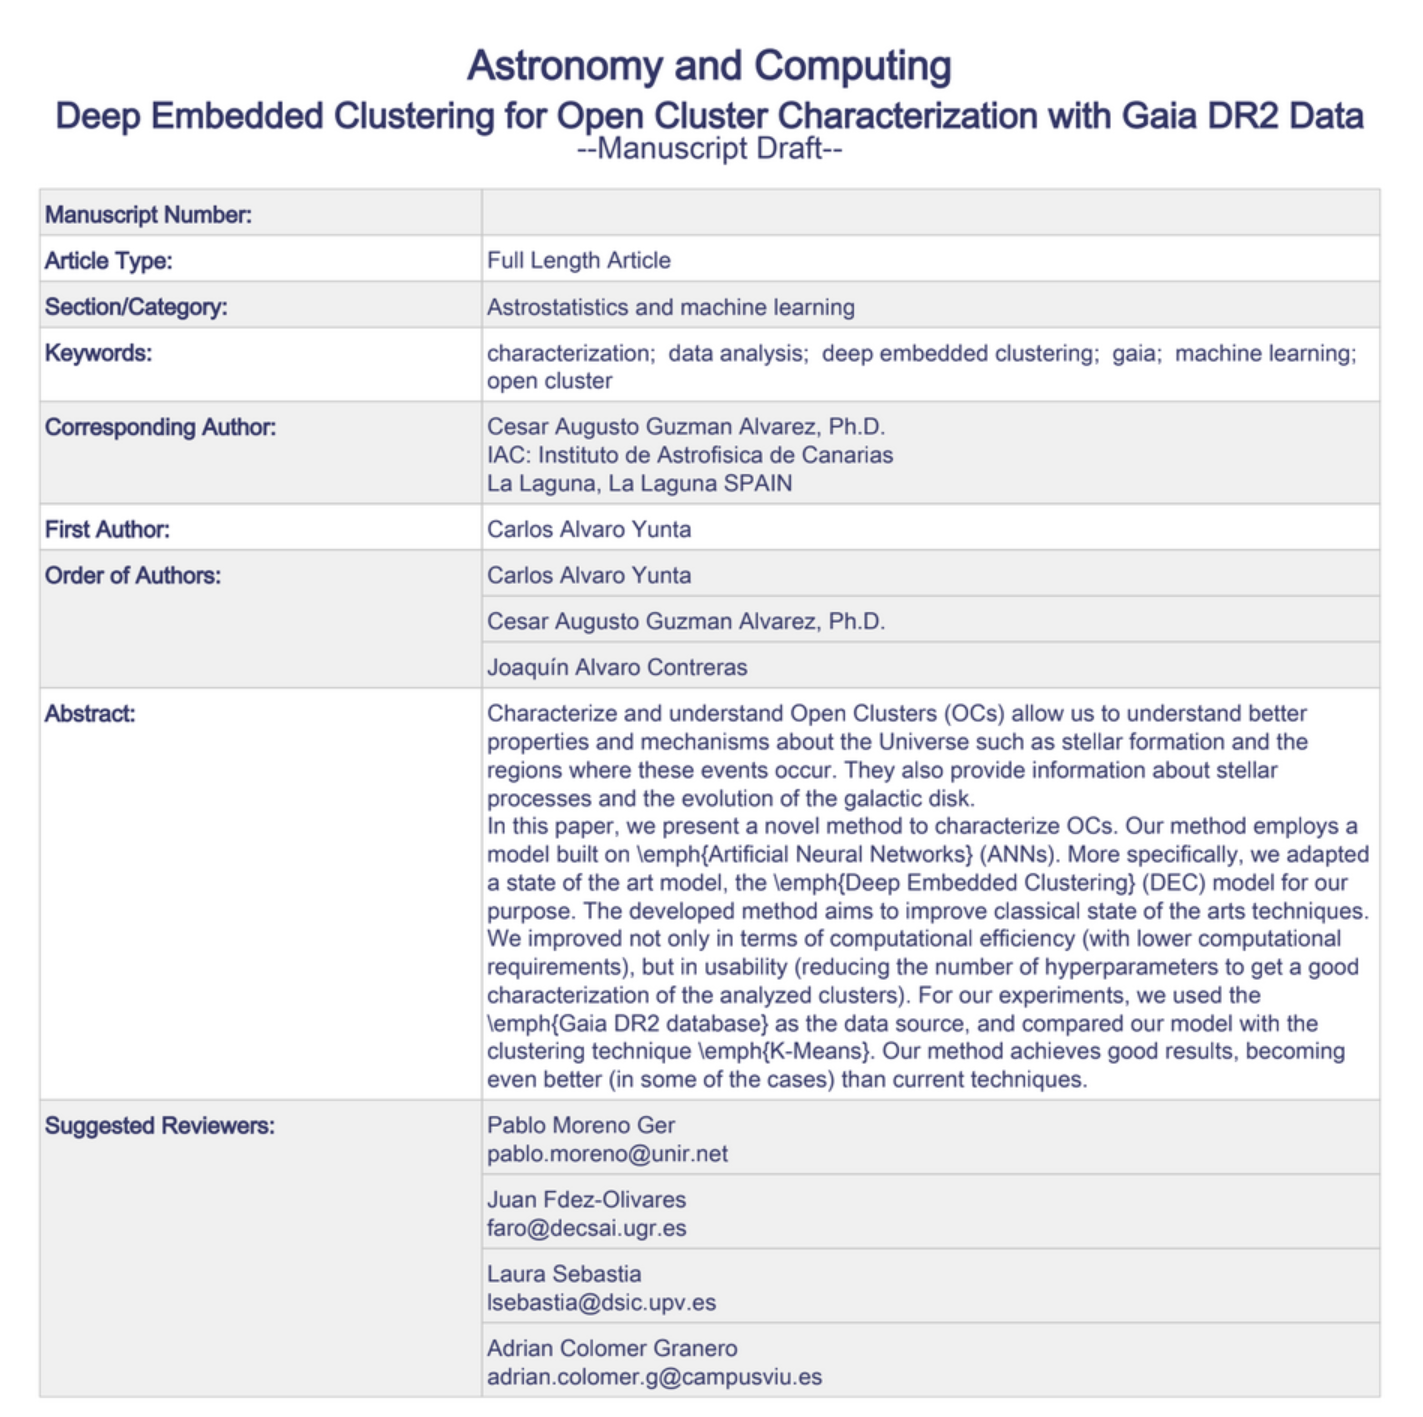 Astronomy and Computing
Deep Embedded Clustering for Open Cluster Characterization with Gaia DR2 Data
--Manuscript Draft--
Manuscript Number:
Article Type: Full Length Article
Section/Category: Astrostatistics and machine learning
Keywords: characterization; data analysis; deep embedded clustering; gaia; machine learning;
open cluster
Corresponding Author: Cesar Augusto Guzman Alvarez, Ph.D.
IAC: Instituto de Astrofisica de Canarias
La Laguna, La Laguna SPAIN
First Author: Carlos Alvaro Yunta
Order of Authors: Carlos Alvaro Yunta
Cesar Augusto Guzman Alvarez, Ph.D.
Joaquín Alvaro Contreras
Abstract: Characterize and understand Open Clusters (OCs) allow us to understand better
properties and mechanisms about the Universe such as stellar formation and the
regions where these events occur. They also provide information about stellar
processes and the evolution of the galactic disk.
In this paper, we present a novel method to characterize OCs. Our method employs a
model built on \emph{Artificial Neural Networks} (ANNs). More specifically, we adapted
a state of the art model, the \emph{Deep Embedded Clustering} (DEC) model for our
purpose. The developed method aims to improve classical state of the arts techniques.
We improved not only in terms of computational efficiency (with lower computational
requirements), but in usability (reducing the number of hyperparameters to get a good
characterization of the analyzed clusters). For our experiments, we used the
\emph{Gaia DR2 database} as the data source, and compared our model with the
clustering technique \emph{K-Means}. Our method achieves good results, becoming
even better (in some of the cases) than current techniques.
Suggested Reviewers: Pablo Moreno Ger
pablo.moreno@unir.net
Juan Fdez-Olivares
faro@decsai.ugr.es
Laura Sebastia
lsebastia@dsic.upv.es
Adrian Colomer Granero
adrian.colomer.g@campusviu.es